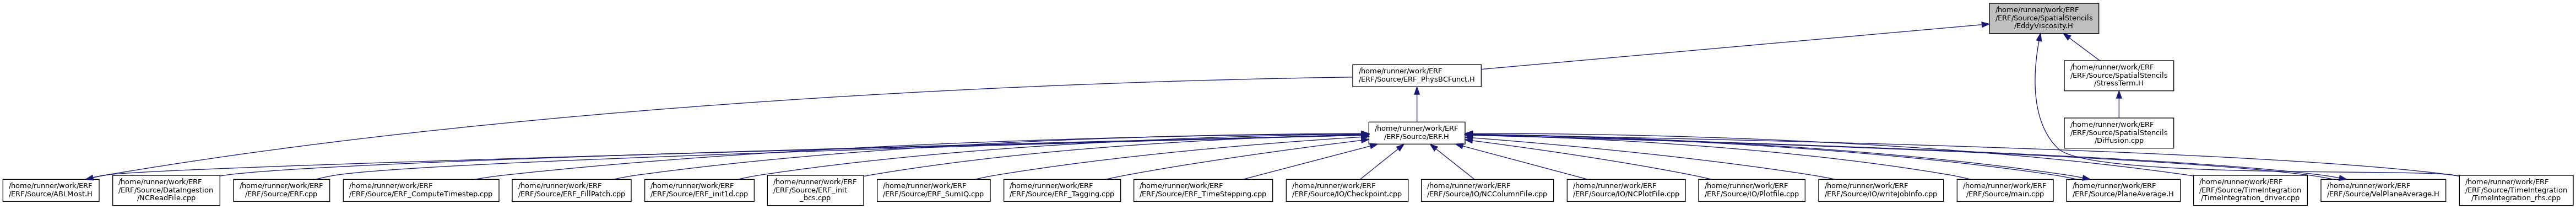 /home/runner/work/ERF
/ERF/Source/SpatialStencils
/EddyViscosity.H
/home/runner/work/ERF
/ERF/Source/ERF_PhysBCFunct.H
/home/runner/work/ERF
/ERF/Source/SpatialStencils
/StressTerm.H
/home/runner/work/ERF
/ERF/Source/ERF.H
/home/runner/work/ERF
/ERF/Source/SpatialStencils
/Diffusion.cpp
/home/runner/work/ERF
/ERF/Source/ABLMost.H
/home/runner/work/ERF
/ERF/Source/DataIngestion
/NCReadFile.cpp
/home/runner/work/ERF
/ERF/Source/ERF.cpp
/home/runner/work/ERF
/ERF/Source/ERF_ComputeTimestep.cpp
/home/runner/work/ERF
/ERF/Source/ERF_FillPatch.cpp
/home/runner/work/ERF
/ERF/Source/ERF_init1d.cpp
/home/runner/work/ERF
/ERF/Source/ERF_init
_bcs.cpp
/home/runner/work/ERF
/ERF/Source/ERF_SumIQ.cpp
/home/runner/work/ERF
/ERF/Source/ERF_Tagging.cpp
/home/runner/work/ERF
/ERF/Source/ERF_TimeStepping.cpp
/home/runner/work/ERF
/ERF/Source/IO/Checkpoint.cpp
/home/runner/work/ERF
/ERF/Source/IO/NCColumnFile.cpp
/home/runner/work/ERF
/ERF/Source/IO/NCPlotFile.cpp
/home/runner/work/ERF
/ERF/Source/IO/Plotfile.cpp
/home/runner/work/ERF
/ERF/Source/IO/writeJobInfo.cpp
/home/runner/work/ERF
/ERF/Source/main.cpp
/home/runner/work/ERF
/ERF/Source/PlaneAverage.H
/home/runner/work/ERF
/ERF/Source/TimeIntegration
/TimeIntegration_driver.cpp
/home/runner/work/ERF
/ERF/Source/VelPlaneAverage.H
/home/runner/work/ERF
/ERF/Source/TimeIntegration
/TimeIntegration_rhs.cpp